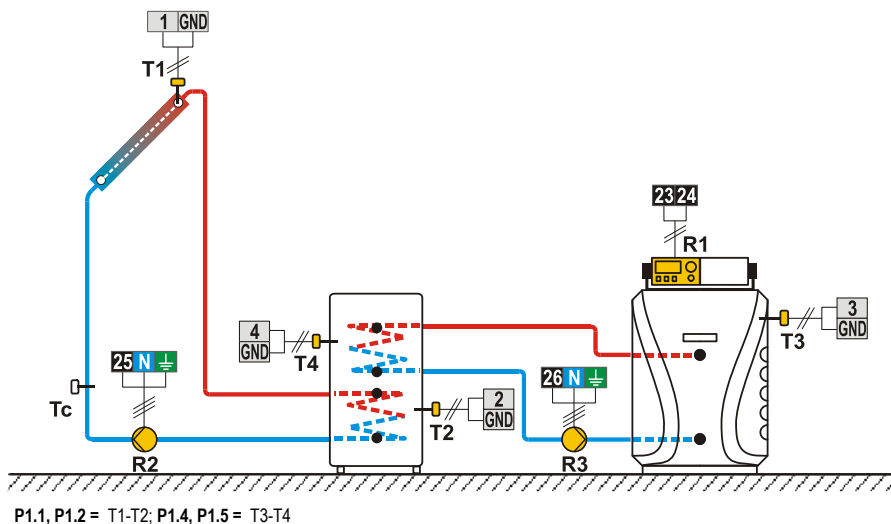 1 GND
T1
23 24
R1
3
GND
T3
4
GND
T4
25 N
26 N
2
GND
T2
Tc
R2
R3
P1.1, P1.2 = T1-T2; P1.4, P1.5 = T3-T4